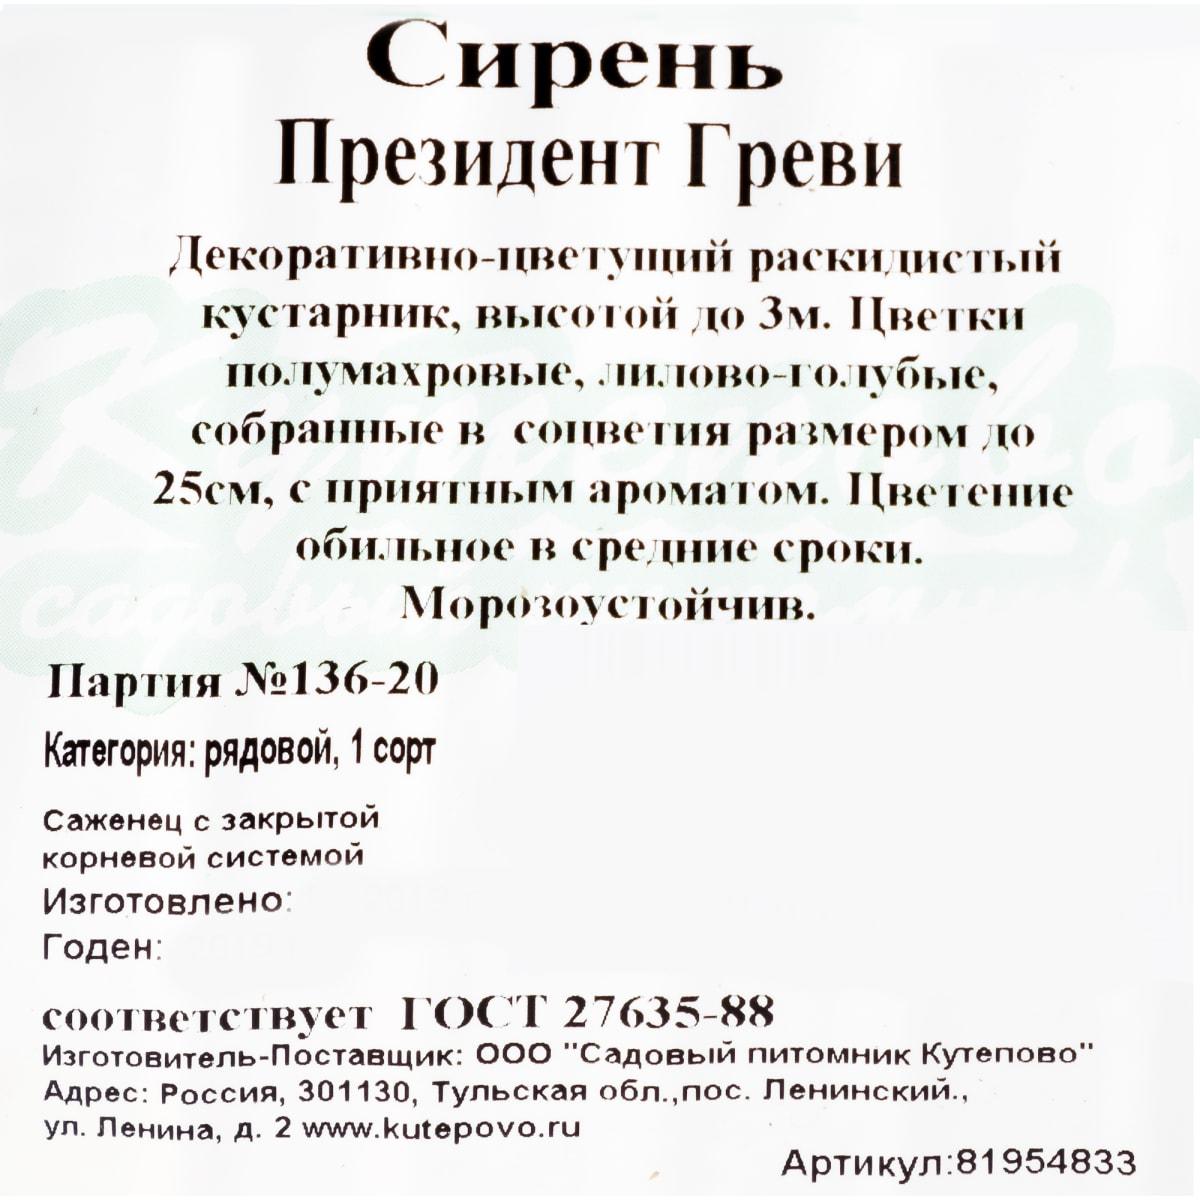 Сирень
Президент Греви
Декоративно-цветущий раскидистый
кустарник, высотой до 3м. Цветки
полумахровые, лилово-голубые,
собранные в соцветия размером до
25см, с приятным ароматом. Цветение
обильное в средние сроки.
Морозоустойчив.
Партия №136-20
Категория: рядовой, 1 сорт
Саженец с закрытой
корневой системой
Изготовлено:
Годен:
соответствует ГОСТ 27635-88
Изготовитель-Поставщик: ООО "Садовый питомник Кутепово"
Адрес: Россия, 301130, Тульская обл.,пос. Ленинский.,
ул. Ленина, д. 2 www.kutepovo.ru
Артикул:81954833